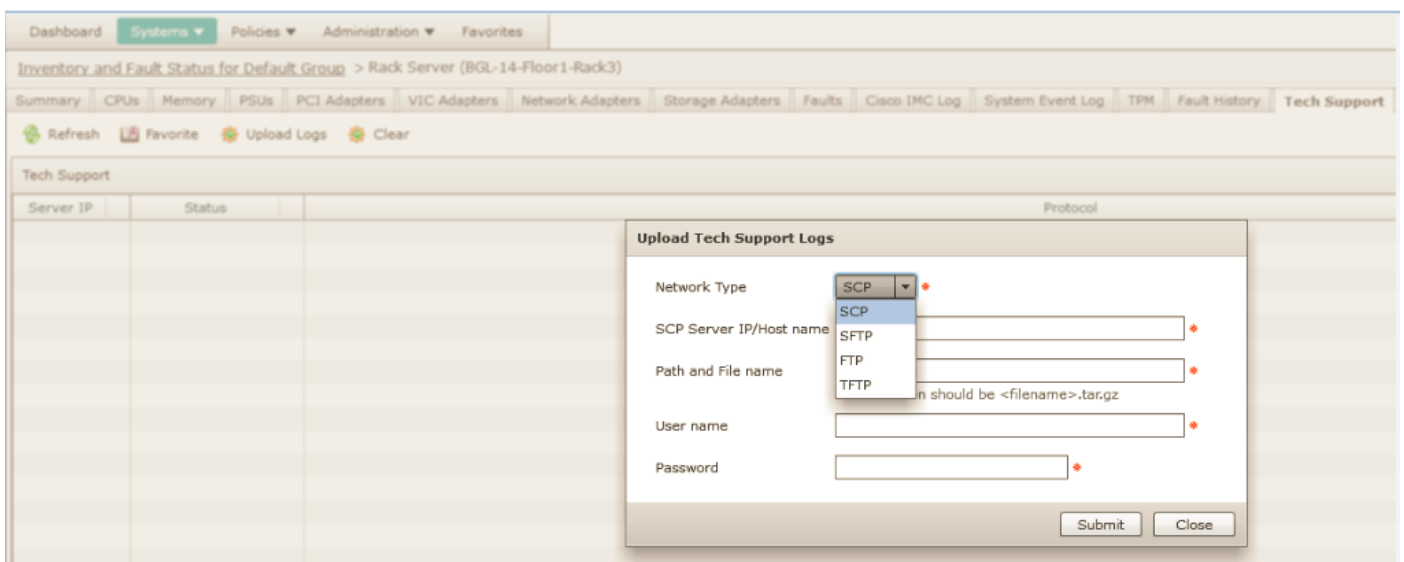 Dashboard Systems Policies Administration Favorites
Inventory and Fault Status for Default Group > Rack Server (BGL-14-Floor1-Rack3)
Summary CPUs Memory PSUs PCI Adapters VIC Adapters Network Adapters Storage Adapters Faults Cisco IMC Log System Event Log TPM Fault History Tech Support
Refresh Favorite Upload Logs Clear
Tech Support
Server IP Status Protocol
Upload Tech Support Logs
Network Type SCP *
SCP
SCP Server IP/Host name *
SFTP
FTP
Path and File name *
TFTP
n should be <filename>.tar.gz
User name *
Password *
Submit Close